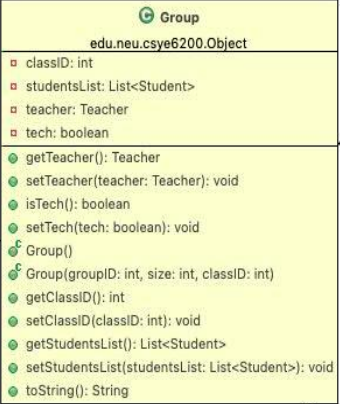 Group
edu.neu.csye6200.Object
classID: int
studentsList: List<Student>
teacher: Teacher
tech: boolean
getTeacher(): Teacher
setTeacher(teacher: Teacher): void
isTech(): boolean
setTech(tech: boolean): void
Group()
Group(groupID: int, size: int, classID: int)
getClassID(): int
setClassID(classID: int): void
getStudentsList(): List<Student>
setStudentsList(studentsList: List<Student>): void
toString(): String